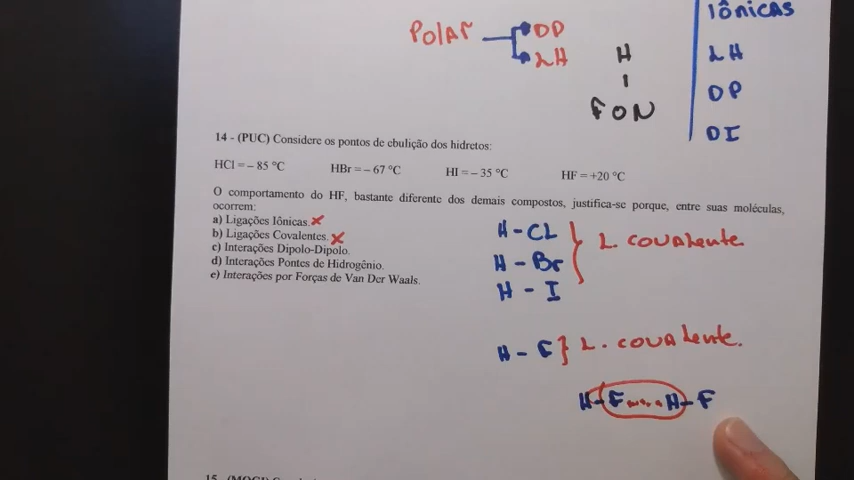 POLAR DP
LH
H
FON
IÔNICAS
LH
DP
DI
14 - (PUC) Considere os pontos de ebulição dos hidretos:
HCl = – 85 °C HBr = – 67 °C HI = – 35 °C HF = +20 °C
O comportamento do HF, bastante diferente dos demais compostos, justifica-se porque, entre suas moléculas,
ocorrem:
a) Ligações Iônicas. ✗
b) Ligações Covalentes. ✗
c) Interações Dipolo-Dipolo.
d) Interações Pontes de Hidrogênio.
e) Interações por Forças de Van Der Waals.
H - CL
H - Br
H - I
L. covalente.
H - F } L. covalente.
H - F ...... H - F